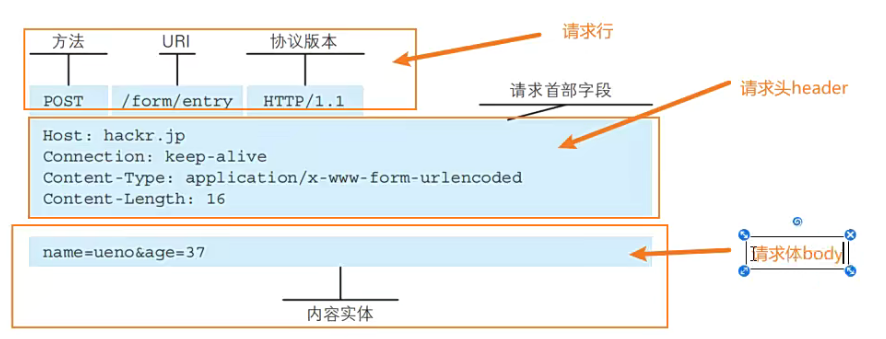 方法 URI 协议版本 请求行
POST /form/entry HTTP/1.1 请求首部字段 请求头header
Host: hackr.jp
Connection: keep-alive
Content-Type: application/x-www-form-urlencoded
Content-Length: 16
name=ueno&age=37 请求体body
内容实体